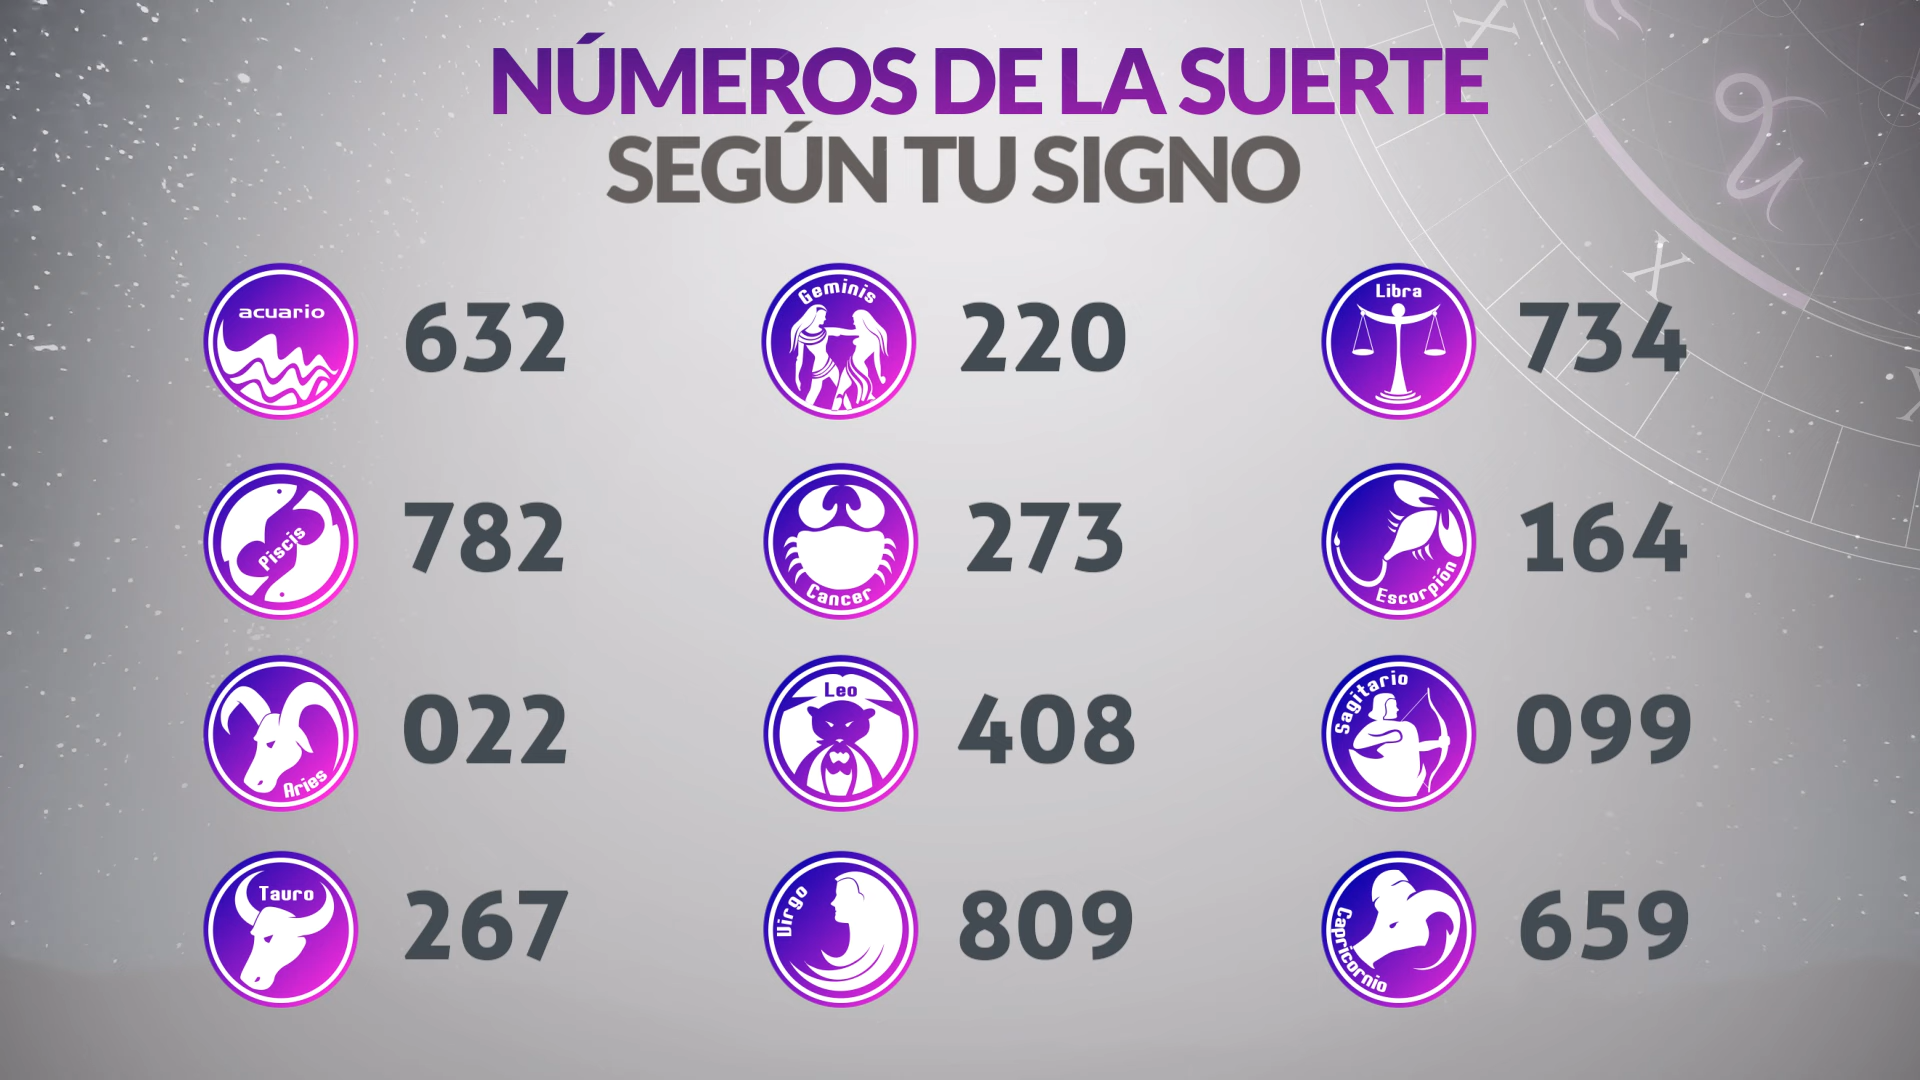 NÚMEROS DE LA SUERTE
SEGÚN TU SIGNO
acuario 632
Geminis 220
Libra 734
Piscis 782
Cancer 273
Escorpión 164
Aries 022
Leo 408
Sagitario 099
Tauro 267
Virgo 809
Capricornio 659